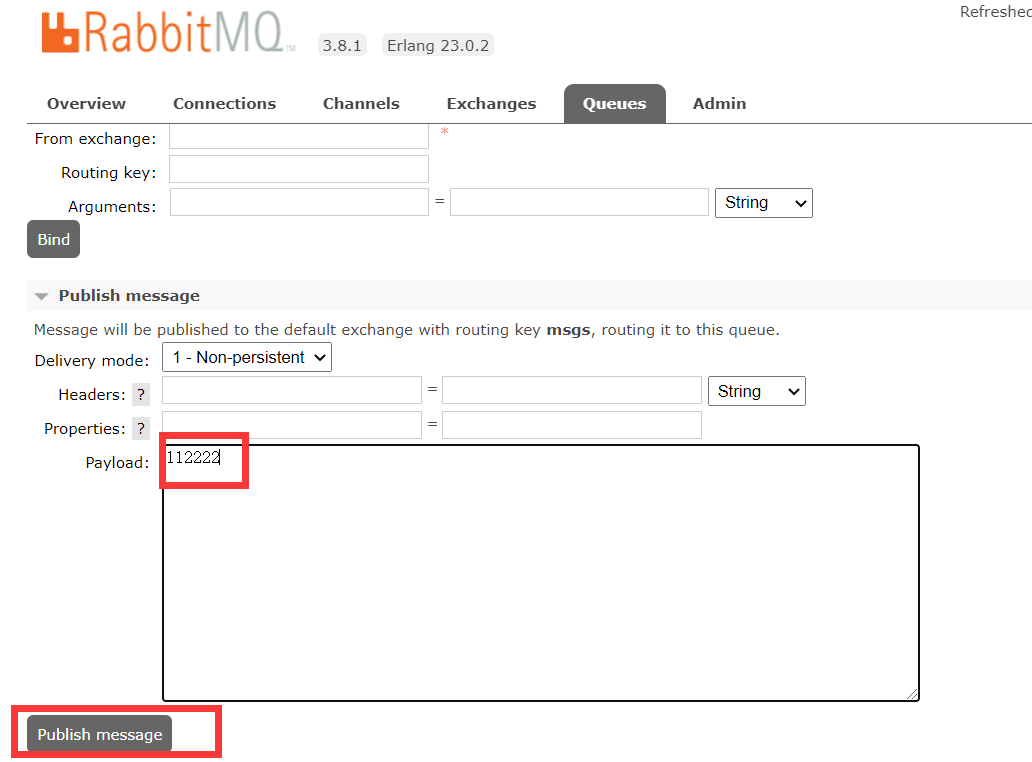 Refreshed
RabbitMQ TM 3.8.1 Erlang 23.0.2
Overview Connections Channels Exchanges Queues Admin
From exchange: *
Routing key:
Arguments: = String
Bind
Publish message
Message will be published to the default exchange with routing key msgs, routing it to this queue.
Delivery mode: 1 - Non-persistent
Headers: ? = String
Properties: ? =
Payload: 112222
Publish message